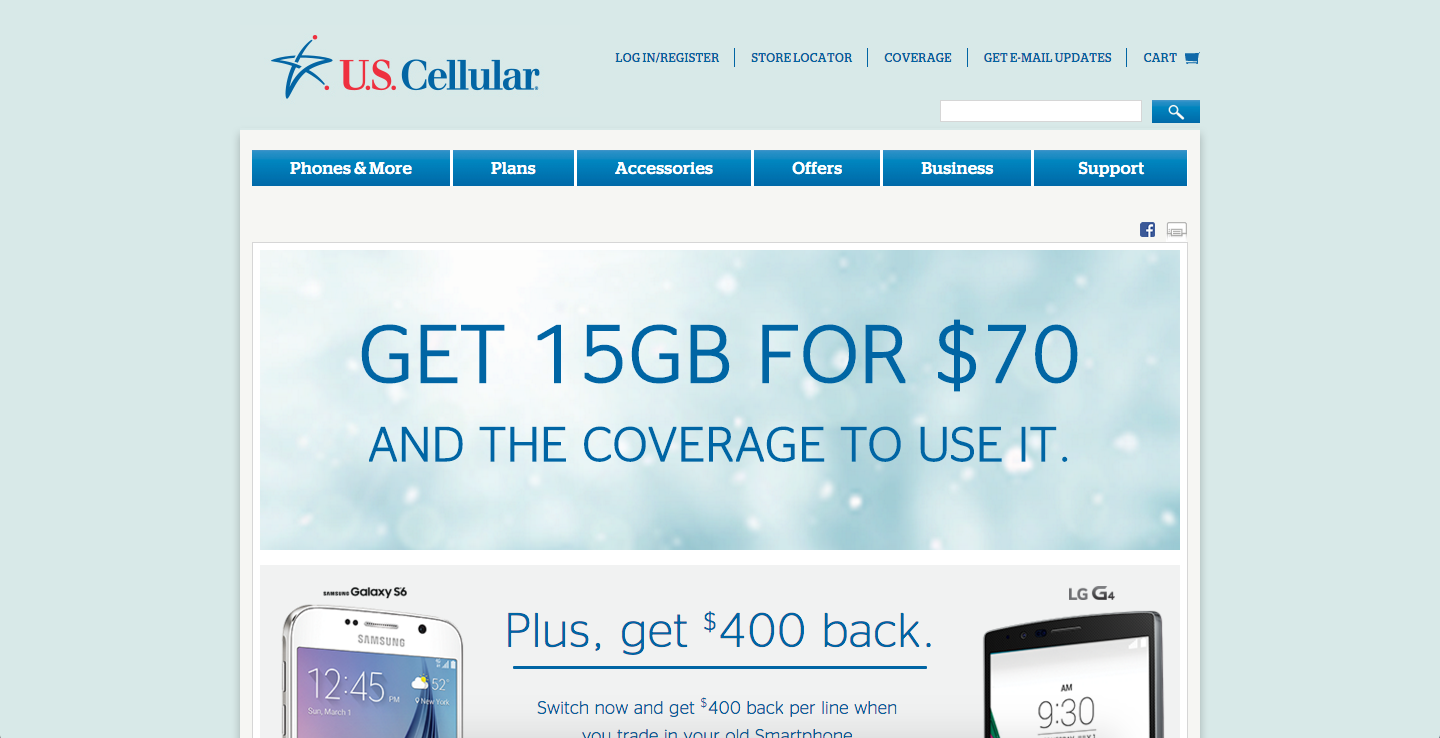 U.S. Cellular®
LOG IN/REGISTER
STORE LOCATOR
COVERAGE
GET E-MAIL UPDATES
CART
Phones & More
Plans
Accessories
Offers
Business
Support
GET 15GB FOR $70
AND THE COVERAGE TO USE IT.
SAMSUNG Galaxy S6
LG G4
Plus, get $400 back.
SAMSUNG
12:45 PM
52°
New York
Sun, March 1
AM
9:30
Switch now and get $400 back per line when
you trade in your old Smartphone